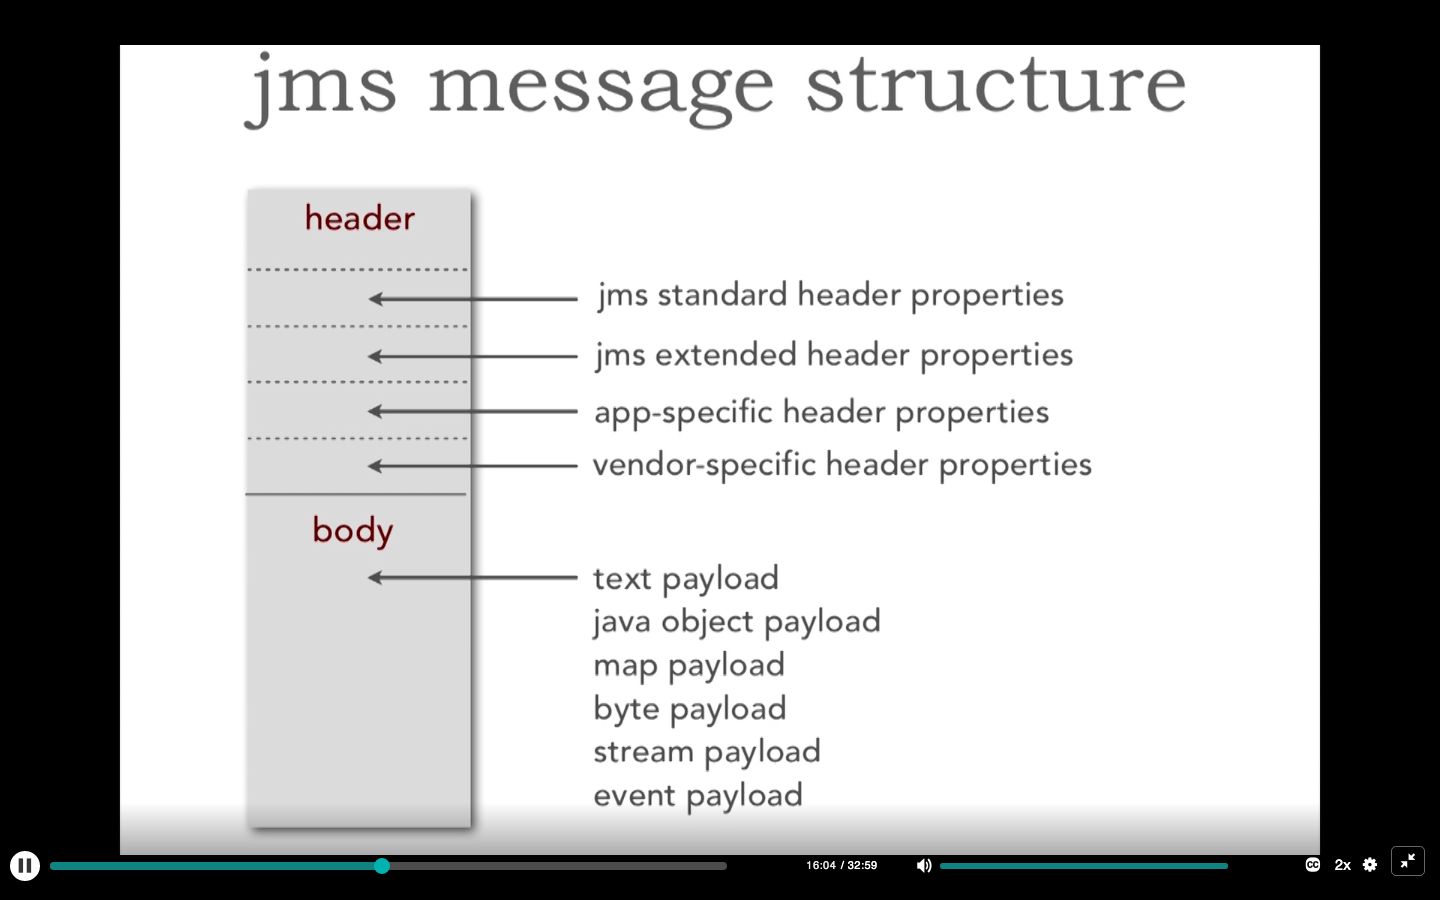 jms message structure
header
jms standard header properties
jms extended header properties
app-specific header properties
vendor-specific header properties
body
text payload
java object payload
map payload
byte payload
stream payload
event payload
16:04 / 32:59
CC
2x